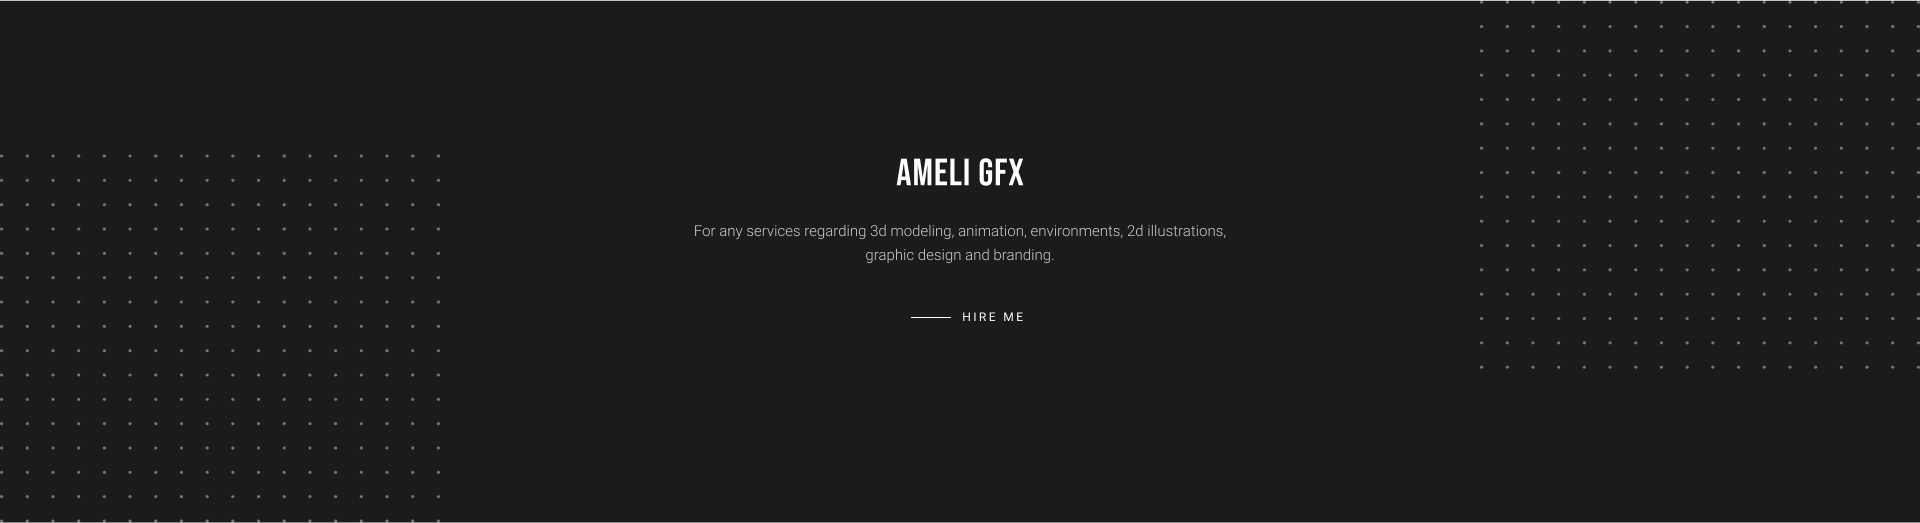 AMELI GFX
For any services regarding 3d modeling, animation, environments, 2d illustrations,
graphic design and branding.
HIRE ME